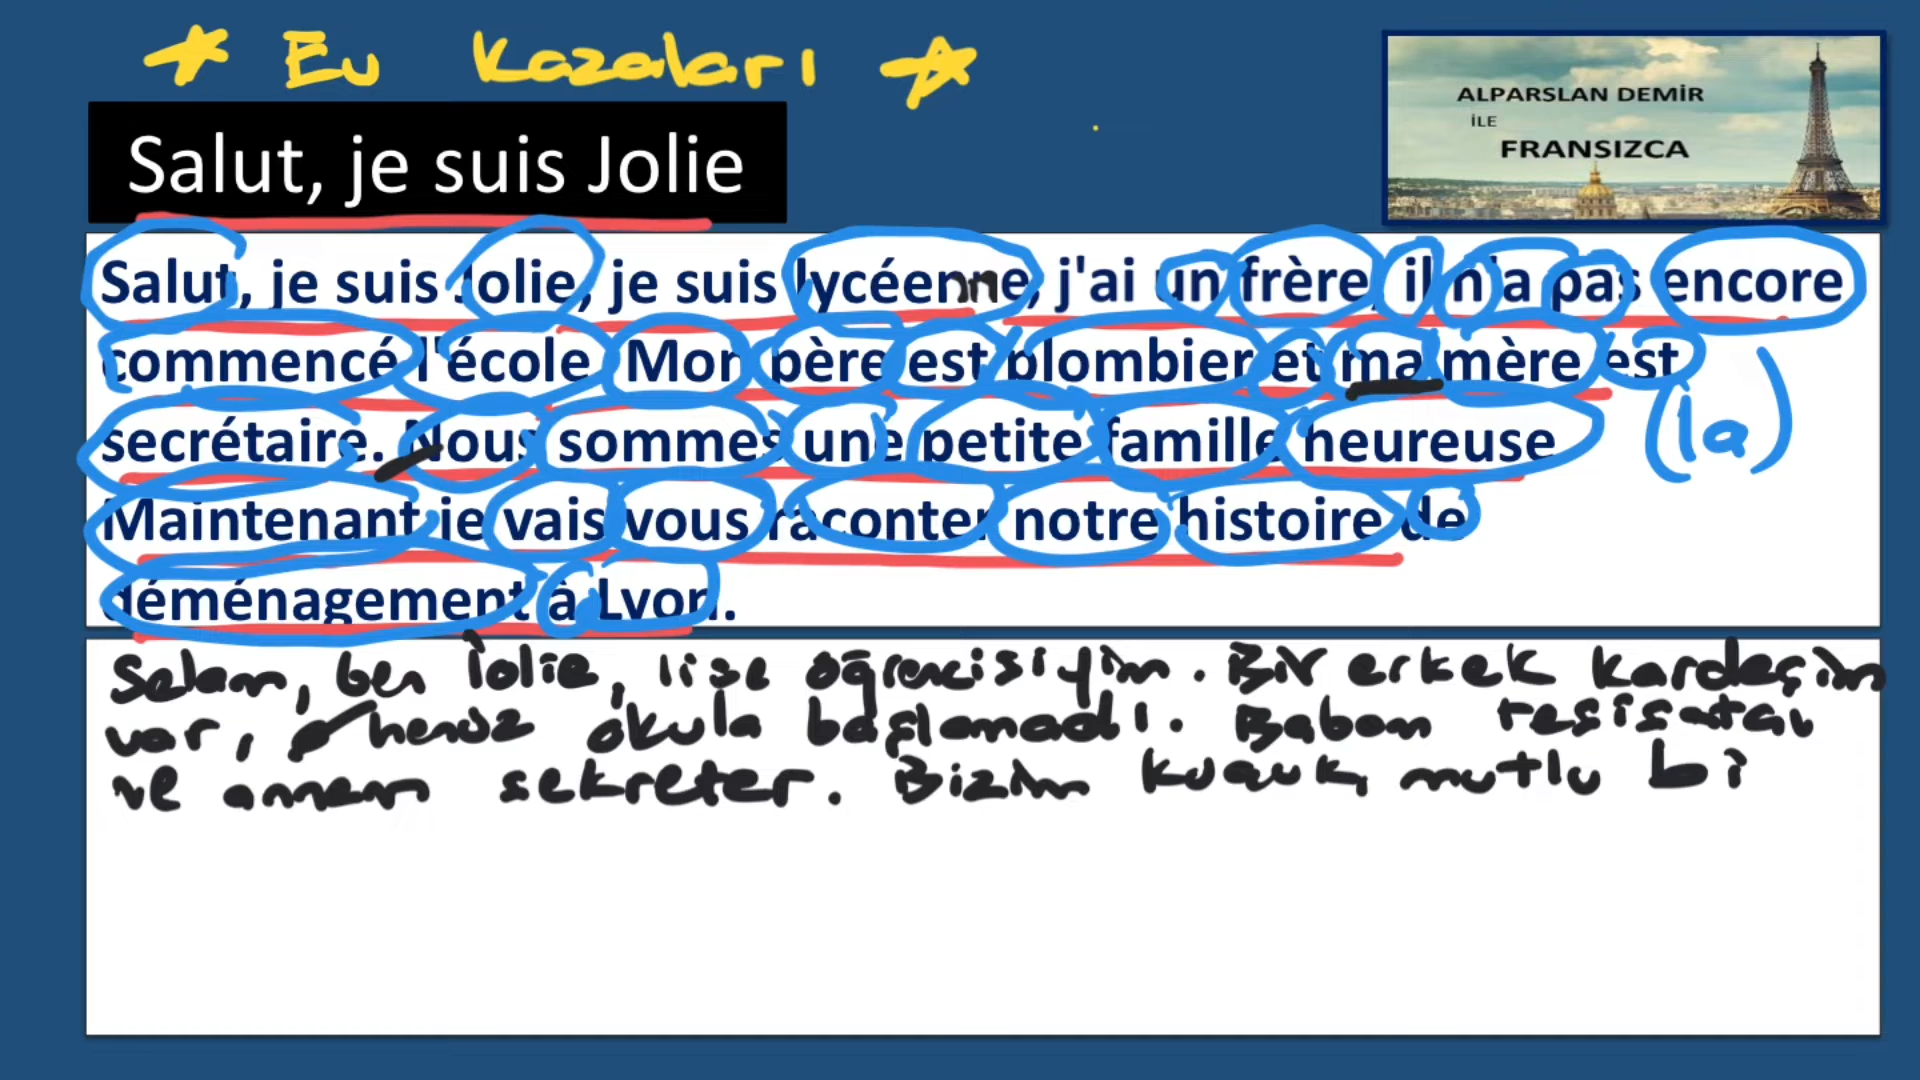 Ev Kazaları
ALPARSLAN DEMİR
İLE
FRANSIZCA
Salut, je suis Jolie
Salut, je suis Jolie, je suis lycéenne, j'ai un frère, il n'a pas encore
commencé l'école. Mon père est plombier et ma mère est
secrétaire. Nous sommes une petite famille heureuse
(la)
Maintenant je vais vous raconter notre histoire de
déménagement à Lyon.
Selam, ben Jolie, lise öğrencisiyim. Bir erkek kardeşim
var, henüz okula başlamadı. Babam tesisatçı
ve annem sekreter. Bizim küçük, mutlu bi